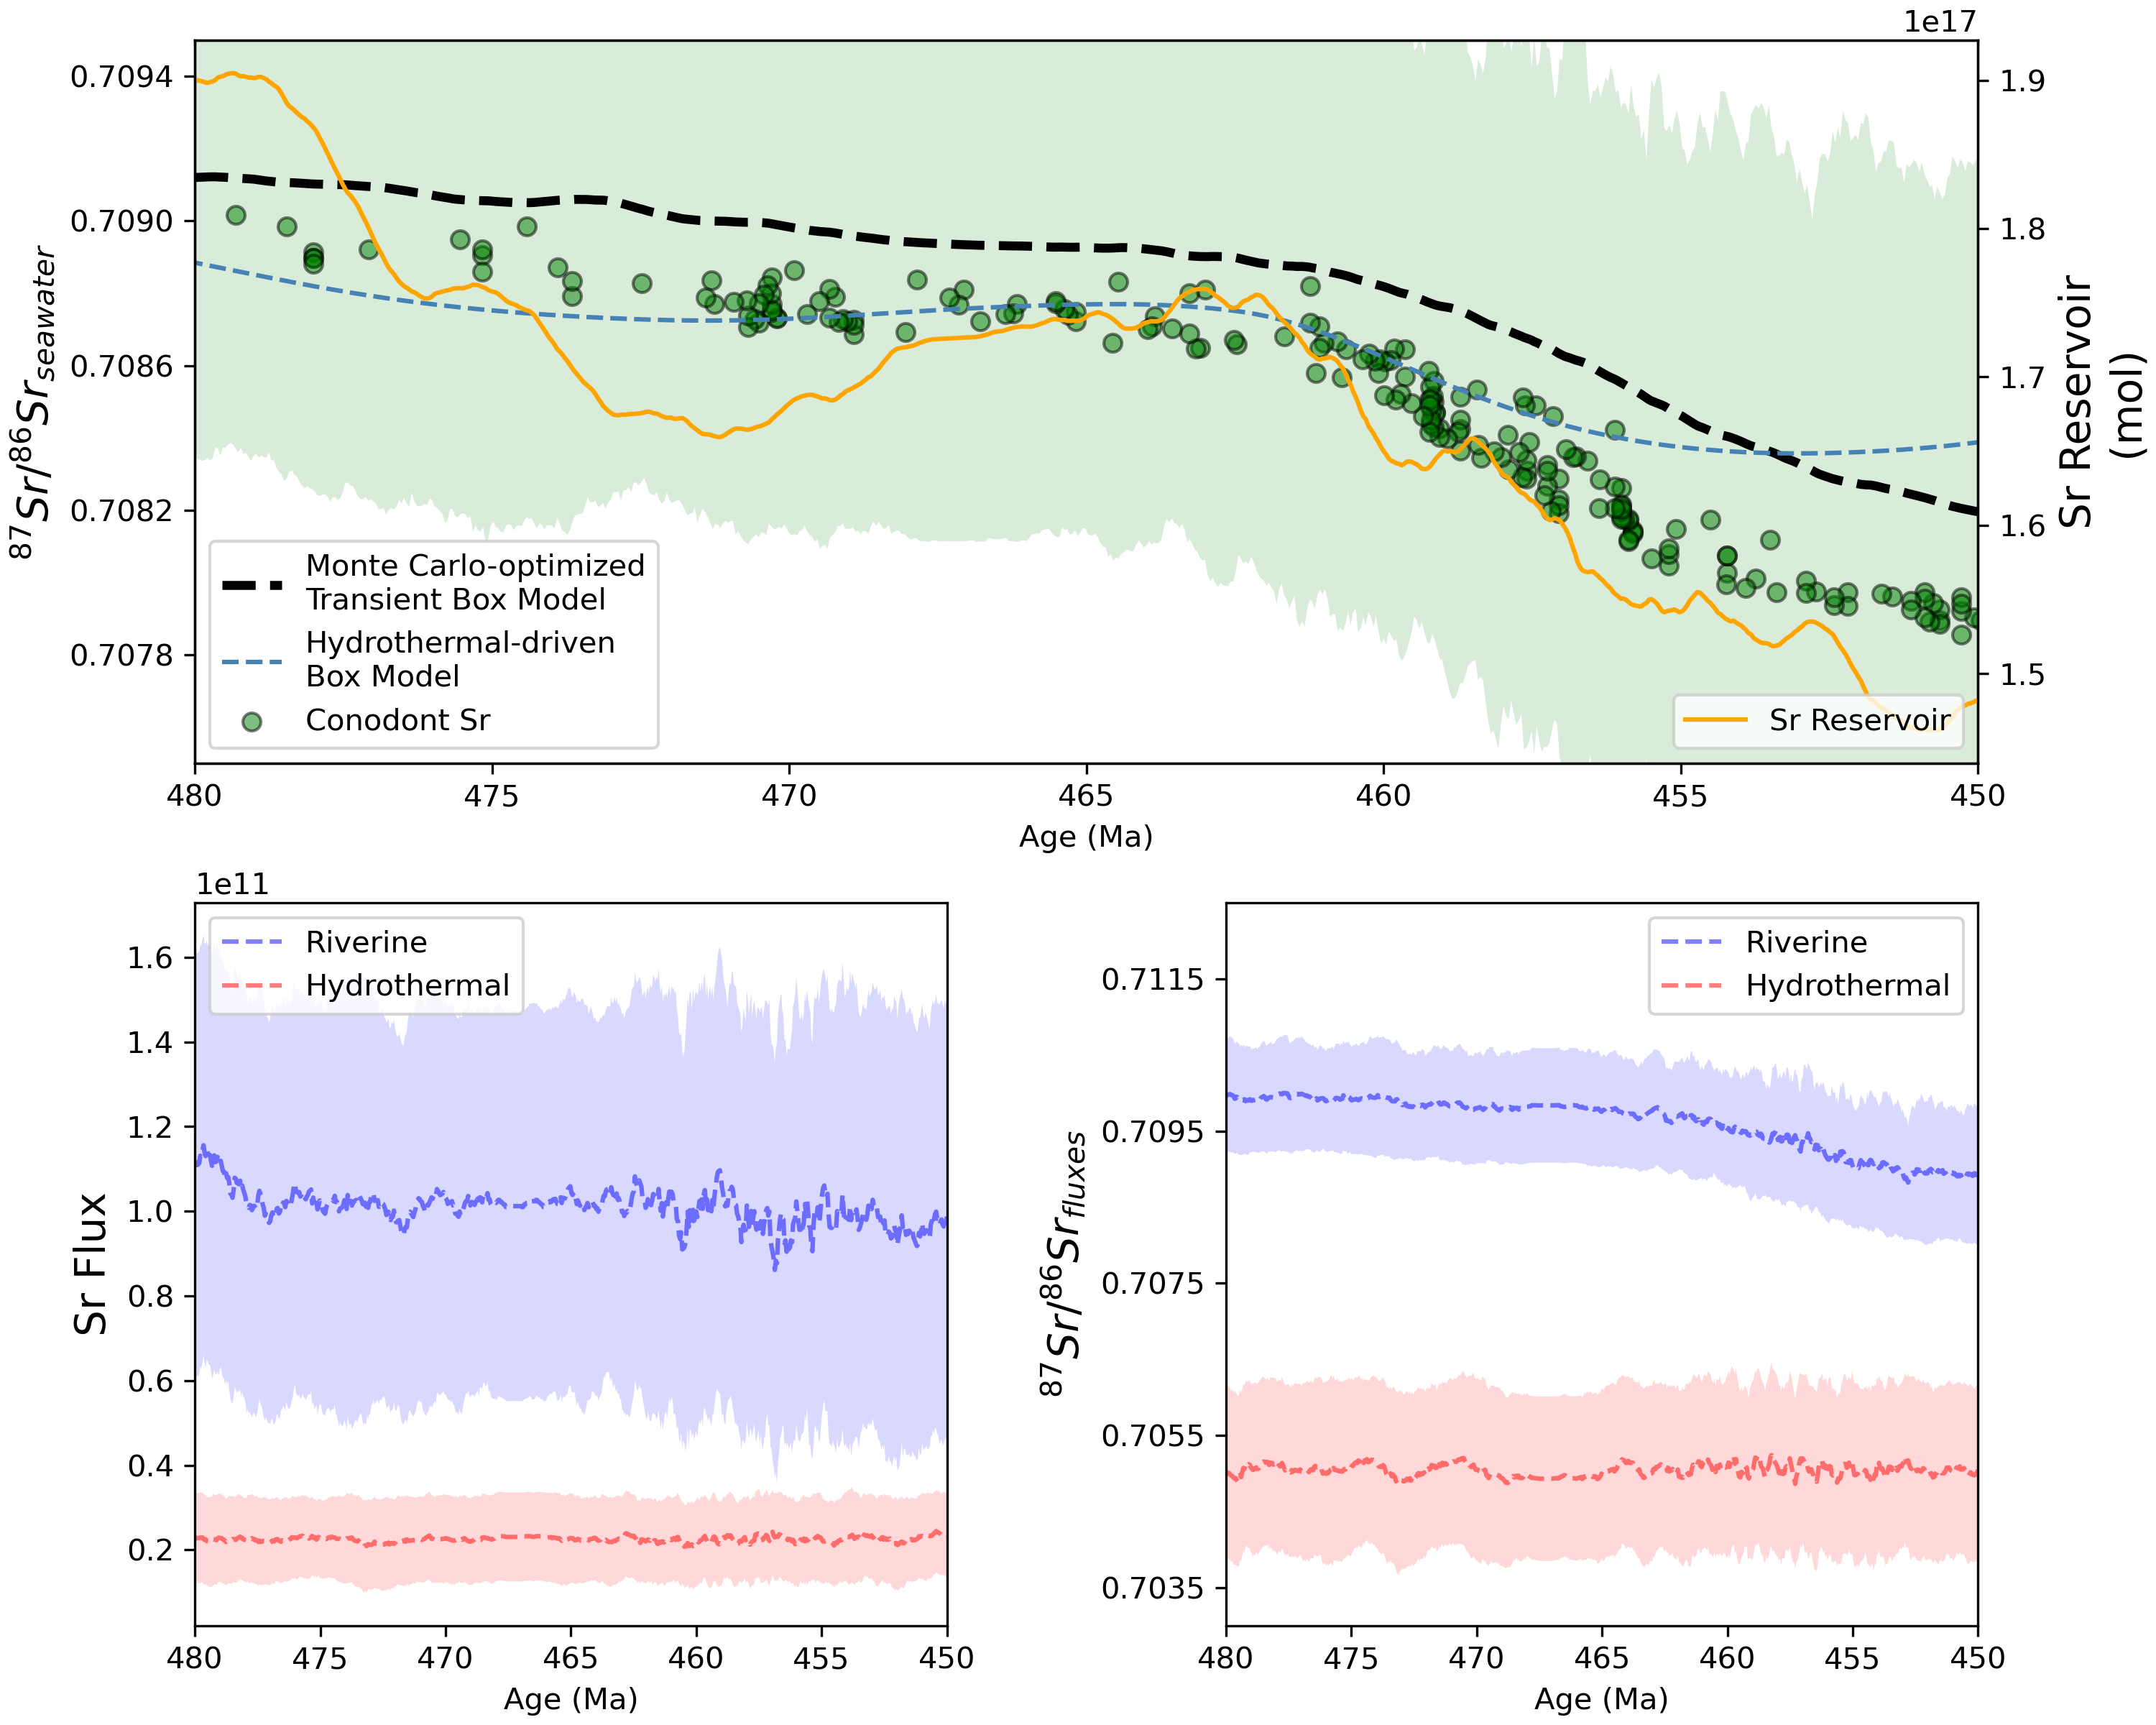 1e17
0.7094
0.7090
0.7086
0.7082
0.7078
87Sr/86Sr seawater
1.9
1.8
1.7
1.6
1.5
Sr Reservoir
(mol)
Monte Carlo-optimized
Transient Box Model
Hydrothermal-driven
Box Model
Conodont Sr
Sr Reservoir
480 475 470 465 460 455 450
Age (Ma)
1e11
1.6
1.4
1.2
1.0
0.8
0.6
0.4
0.2
Sr Flux
Riverine
Hydrothermal
480 475 470 465 460 455 450
Age (Ma)
0.7115
0.7095
0.7075
0.7055
0.7035
87Sr/86Sr fluxes
Riverine
Hydrothermal
480 475 470 465 460 455 450
Age (Ma)